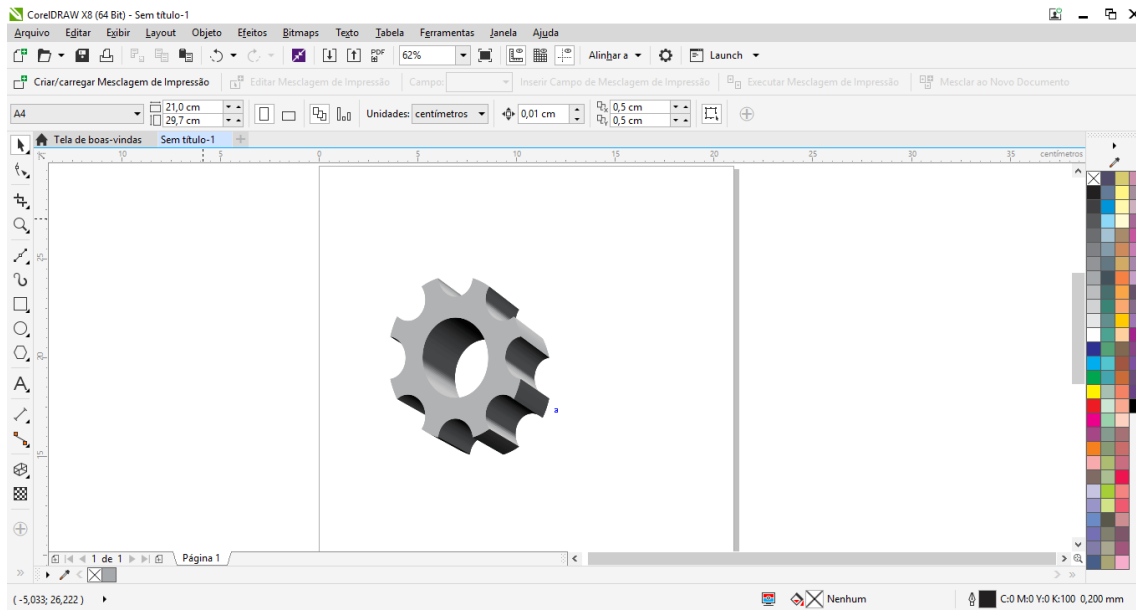 CorelDRAW X8 (64 Bit) - Sem título-1
Arquivo Editar Exibir Layout Objeto Efeitos Bitmaps Texto Tabela Ferramentas Janela Ajuda
PDF 62% Alinhar a Launch
Criar/carregar Mesclagem de Impressão Editar Mesclagem de Impressão Campo: Inserir Campo de Mesclagem de Impressão Executar Mesclagem de Impressão Mesclar ao Novo Documento
A4 21,0 cm 29,7 cm Unidades: centímetros 0,01 cm 0,5 cm 0,5 cm
Tela de boas-vindas Sem título-1
10 5 0 5 10 15 20 25 30 35 centímetros
25
20
a
15
1 de 1 Página 1
( -5,033; 26,222 ) Nenhum C:0 M:0 Y:0 K:100 0,200 mm